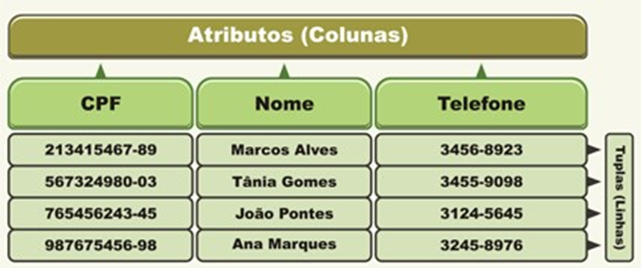 Atributos (Colunas)
CPF Nome Telefone
213415467-89 Marcos Alves 3456-8923
567324980-03 Tânia Gomes 3455-9098
765456243-45 João Pontes 3124-5645
987675456-98 Ana Marques 3245-8976
Tuplas (Linhas)